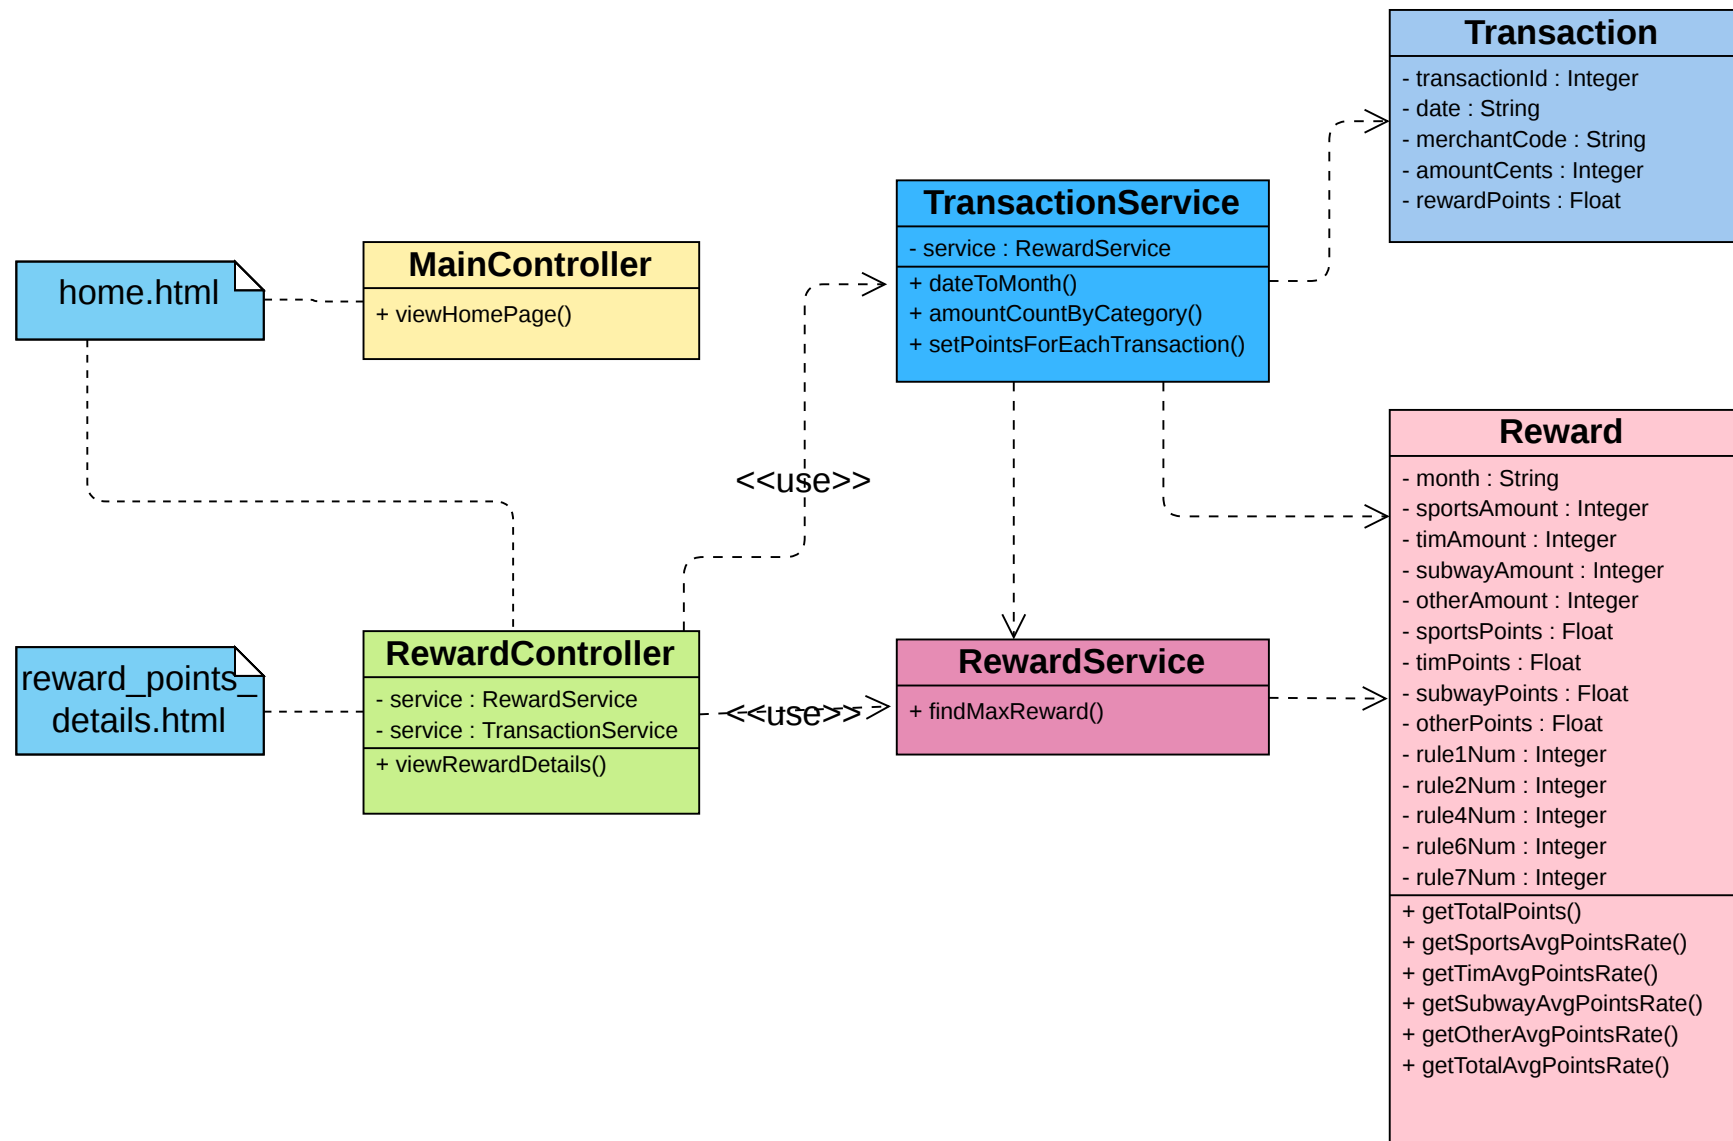 Transaction
- transactionId : Integer
- date : String
- merchantCode : String
- amountCents : Integer
- rewardPoints : Float
TransactionService
- service : RewardService
+ dateToMonth()
+ amountCountByCategory()
+ setPointsForEachTransaction()
home.html
MainController
+ viewHomePage()
<<use>>
Reward
- month : String
- sportsAmount : Integer
- timAmount : Integer
- subwayAmount : Integer
- otherAmount : Integer
- sportsPoints : Float
- timPoints : Float
- subwayPoints : Float
- otherPoints : Float
- rule1Num : Integer
- rule2Num : Integer
- rule4Num : Integer
- rule6Num : Integer
- rule7Num : Integer
+ getTotalPoints()
+ getSportsAvgPointsRate()
+ getTimAvgPointsRate()
+ getSubwayAvgPointsRate()
+ getOtherAvgPointsRate()
+ getTotalAvgPointsRate()
reward_points_
details.html
RewardController
- service : RewardService
- service : TransactionService
+ viewRewardDetails()
<<use>>
RewardService
+ findMaxReward()